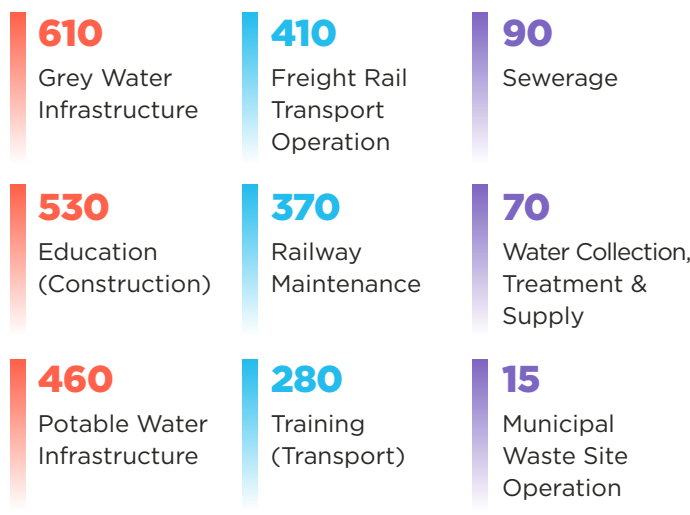 610
Grey Water
Infrastructure
410
Freight Rail
Transport
Operation
90
Sewerage
530
Education
(Construction)
370
Railway
Maintenance
70
Water Collection,
Treatment &
Supply
460
Potable Water
Infrastructure
280
Training
(Transport)
15
Municipal
Waste Site
Operation